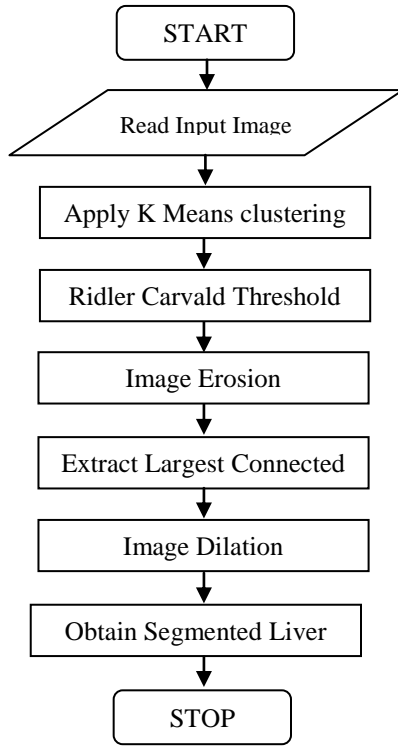 START
Read Input Image
Apply K Means clustering
Ridler Carvald Threshold
Image Erosion
Extract Largest Connected
Image Dilation
Obtain Segmented Liver
STOP